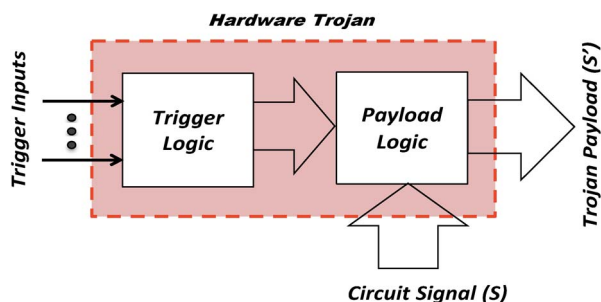 Hardware Trojan
Trigger Inputs
Trigger
Logic
Payload
Logic
Trojan Payload (S')
Circuit Signal (S)